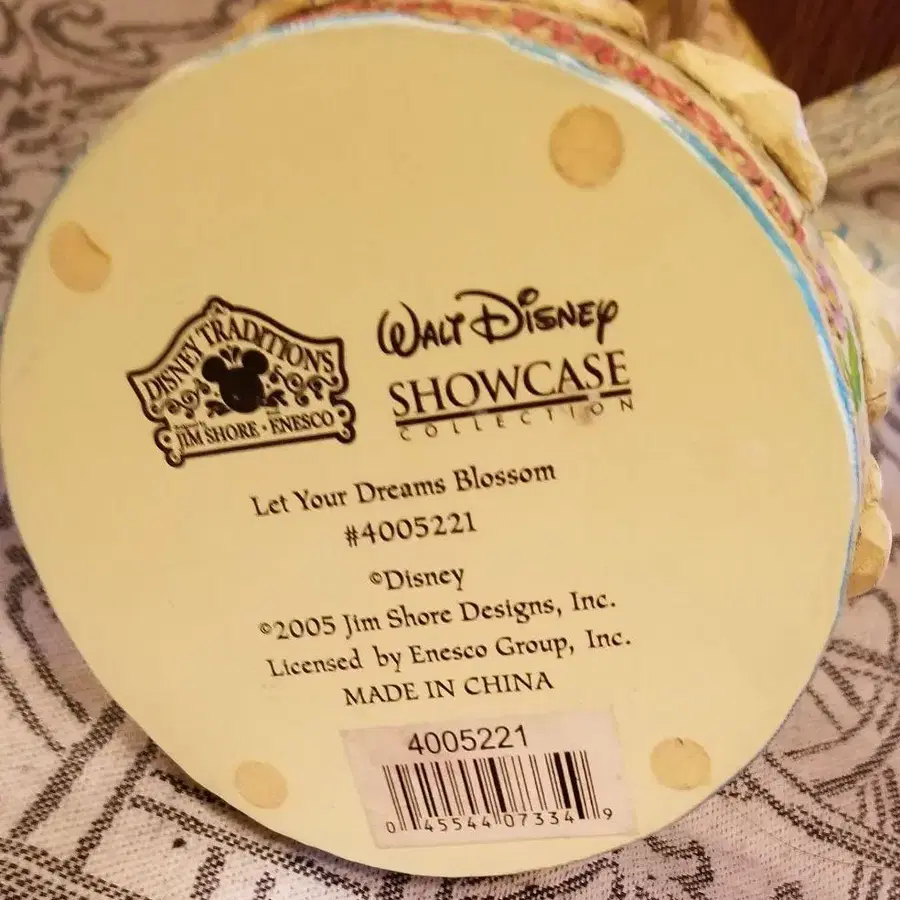 DISNEY TRADITIONS
JIM SHORE · ENESCO
WALT DISNEY
SHOWCASE
COLLECTION
Let Your Dreams Blossom
#4005221
©Disney
©2005 Jim Shore Designs, Inc.
Licensed by Enesco Group, Inc.
MADE IN CHINA
4005221
0 45544 07334 9